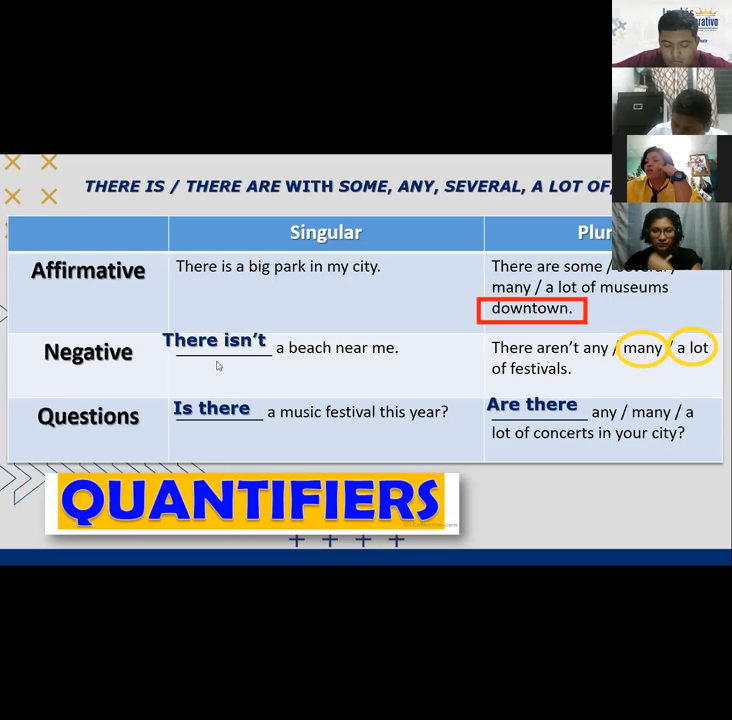 Inglés
rativo
THERE IS / THERE ARE WITH SOME, ANY, SEVERAL, A LOT OF,
Singular
Affirmative
There is a big park in my city.
There are some /
many / a lot of museums
downtown.
Negative
There isn't
a beach near me.
There aren't any / many / a lot
of festivals.
Questions
Is there
a music festival this year?
Are there
any / many / a
lot of concerts in your city?
QUANTIFIERS